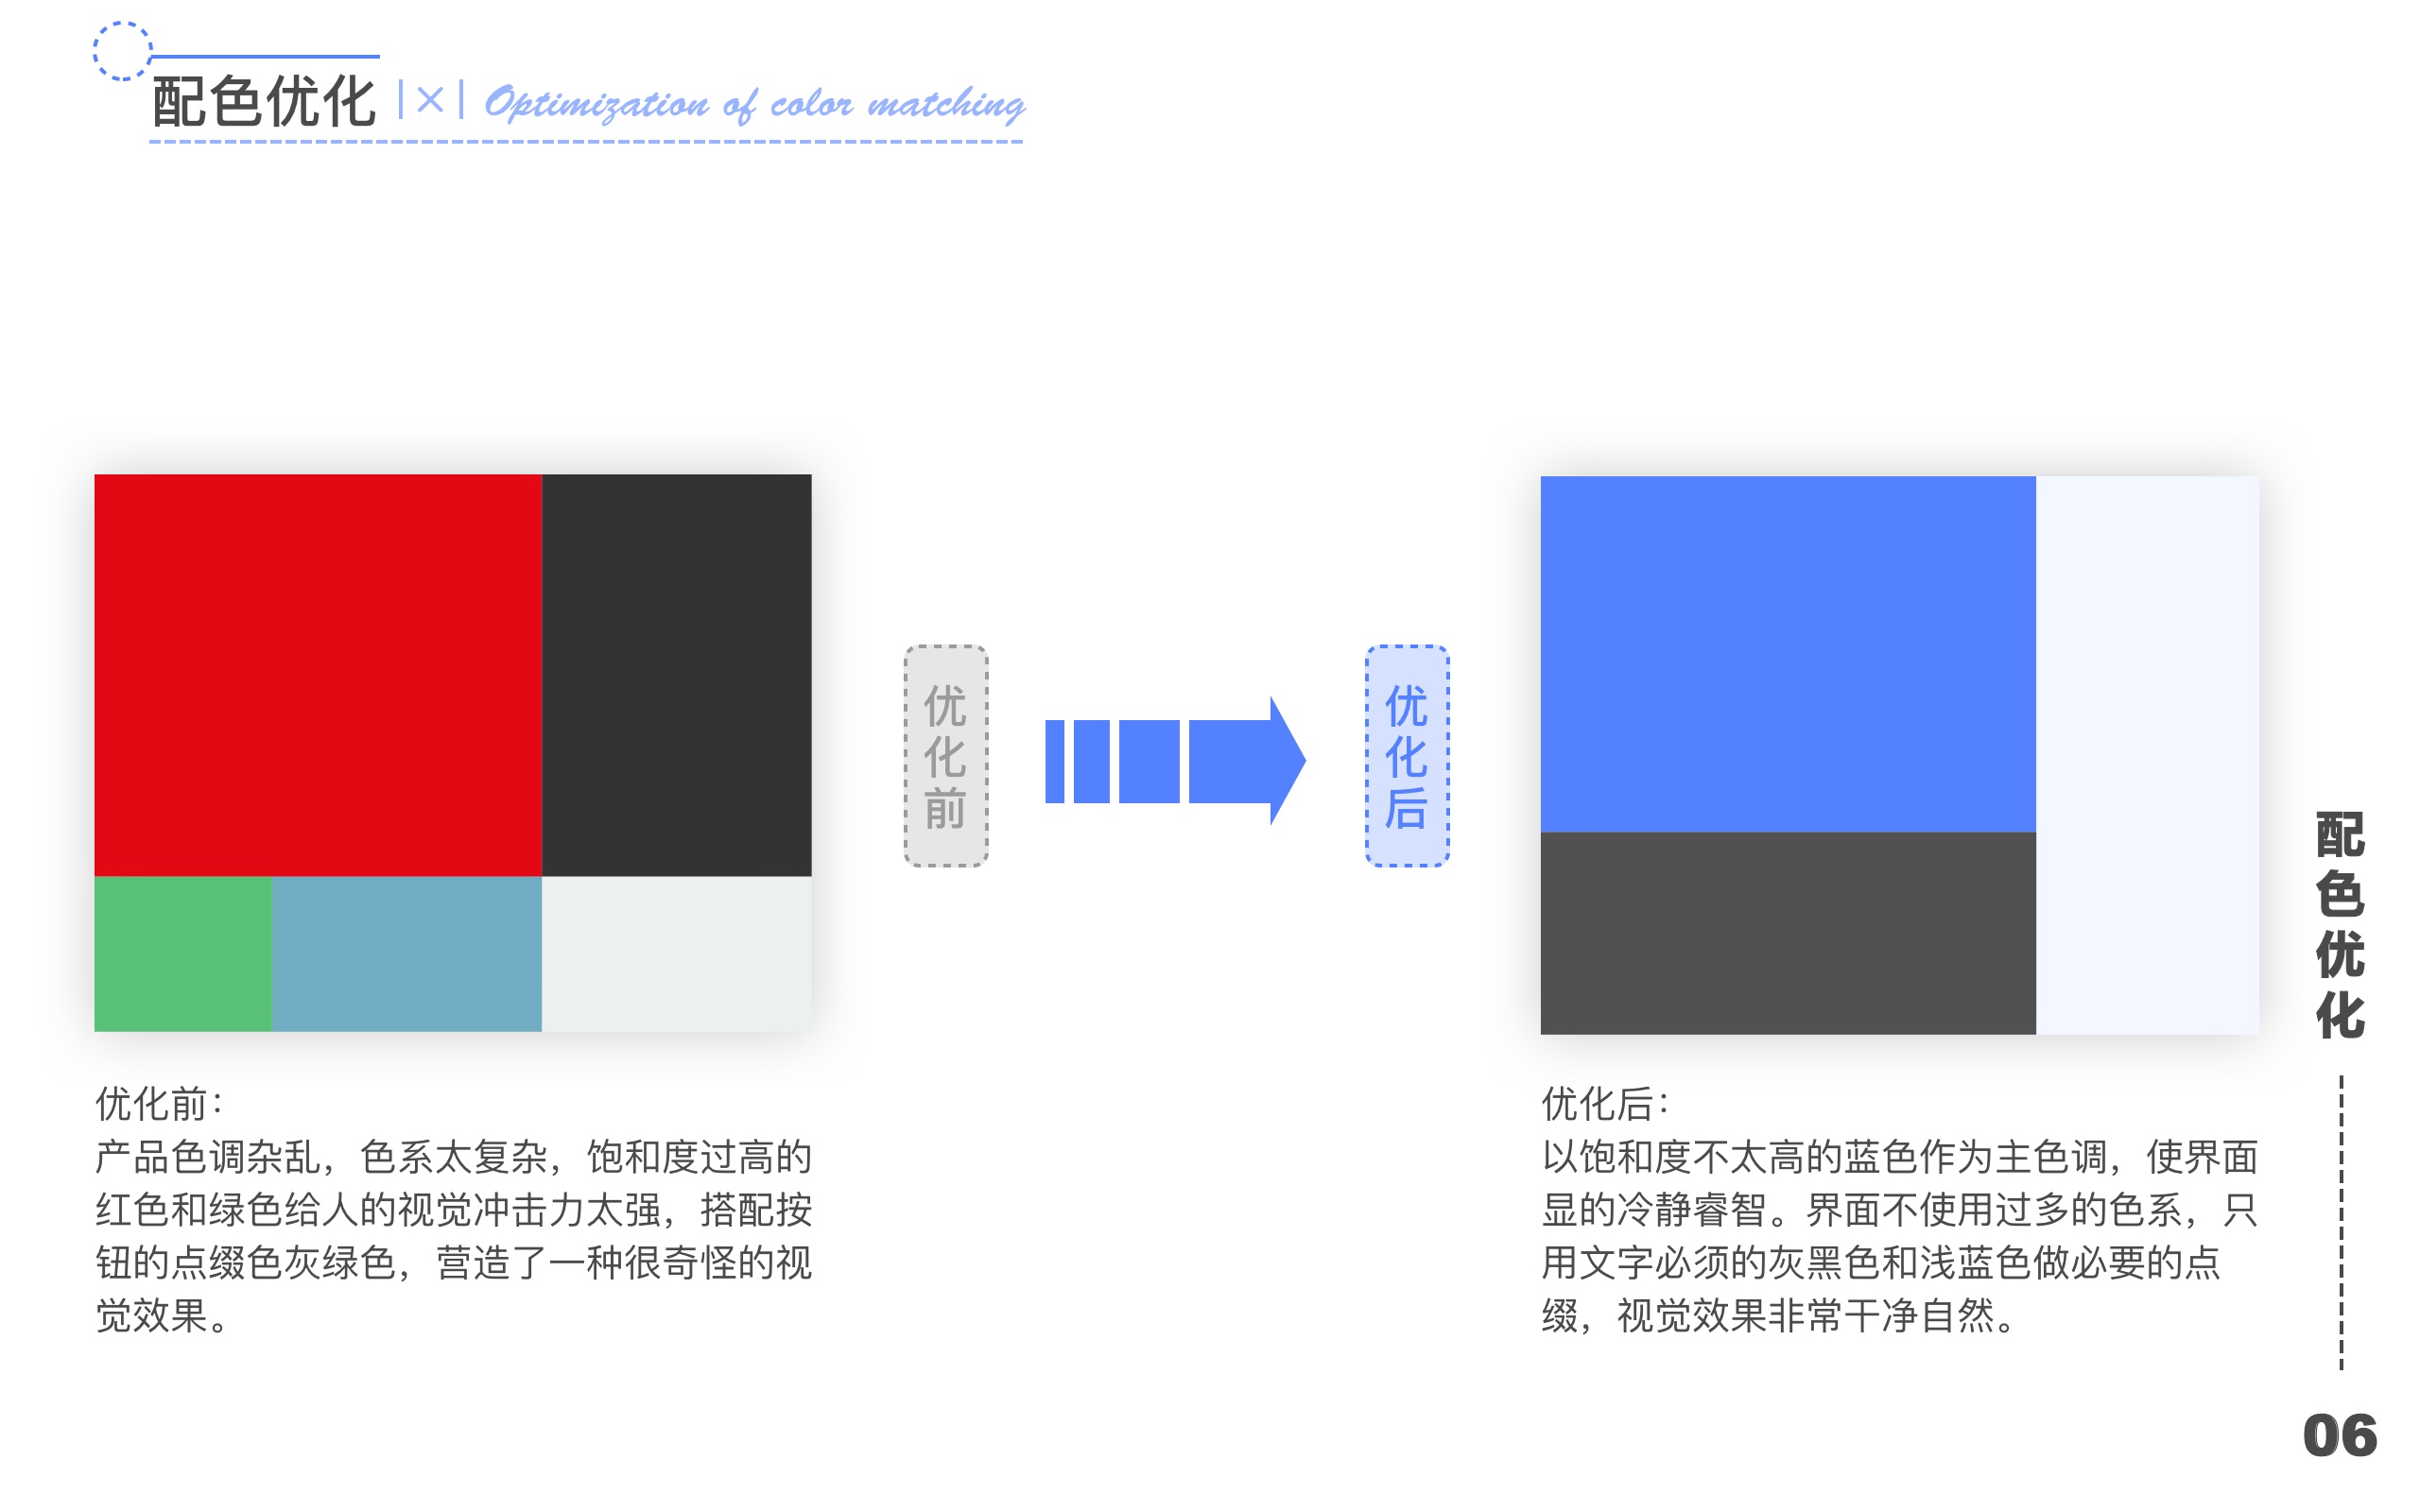 配色优化 |×| Optimization of color matching
优化前
优化后
优化前：
产品色调杂乱，色系太复杂，饱和度过高的
红色和绿色给人的视觉冲击力太强，搭配按
钮的点缀色灰绿色，营造了一种很奇怪的视
觉效果。
优化后：
以饱和度不太高的蓝色作为主色调，使界面
显的冷静睿智。界面不使用过多的色系，只
用文字必须的灰黑色和浅蓝色做必要的点
缀，视觉效果非常干净自然。
配色优化
06